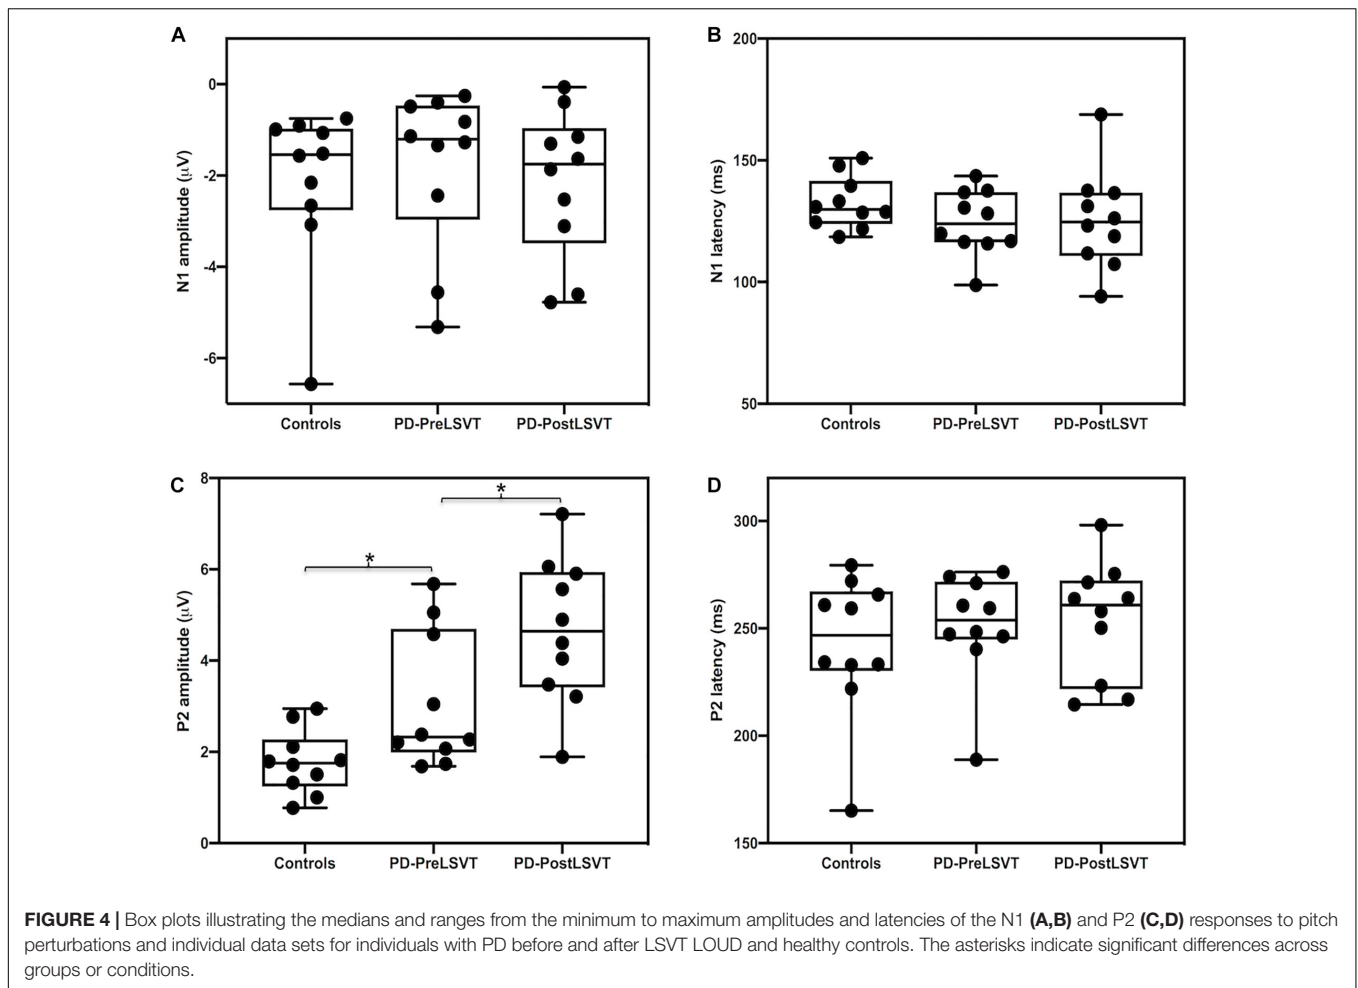 A
0
-2
-4
-6
N1 amplitude (μV)
Controls PD-PreLSVT PD-PostLSVT
B
200
150
100
50
N1 latency (ms)
Controls PD-PreLSVT PD-PostLSVT
C
8
6
4
2
0
P2 amplitude (μV)
*
*
Controls PD-PreLSVT PD-PostLSVT
D
300
250
200
150
P2 latency (ms)
Controls PD-PreLSVT PD-PostLSVT
FIGURE 4 | Box plots illustrating the medians and ranges from the minimum to maximum amplitudes and latencies of the N1 (A,B) and P2 (C,D) responses to pitch
perturbations and individual data sets for individuals with PD before and after LSVT LOUD and healthy controls. The asterisks indicate significant differences across
groups or conditions.